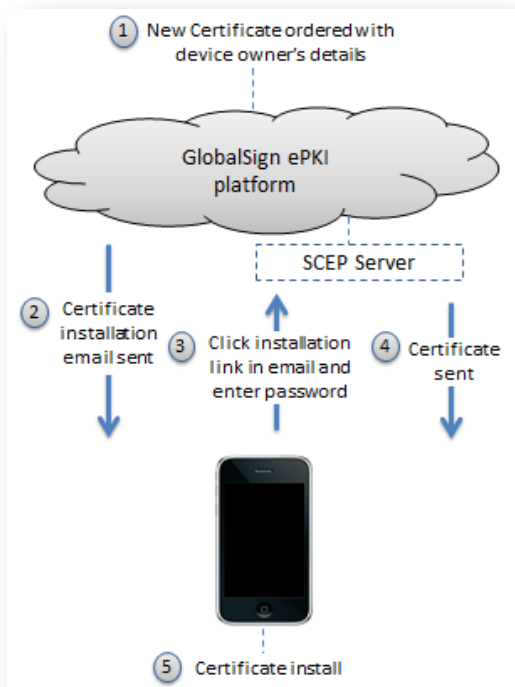 1 New Certificate ordered with
device owner's details
GlobalSign ePKI
platform
SCEP Server
2 Certificate
installation
email sent
3 Click installation
link in email and
enter password
4 Certificate
sent
5 Certificate install